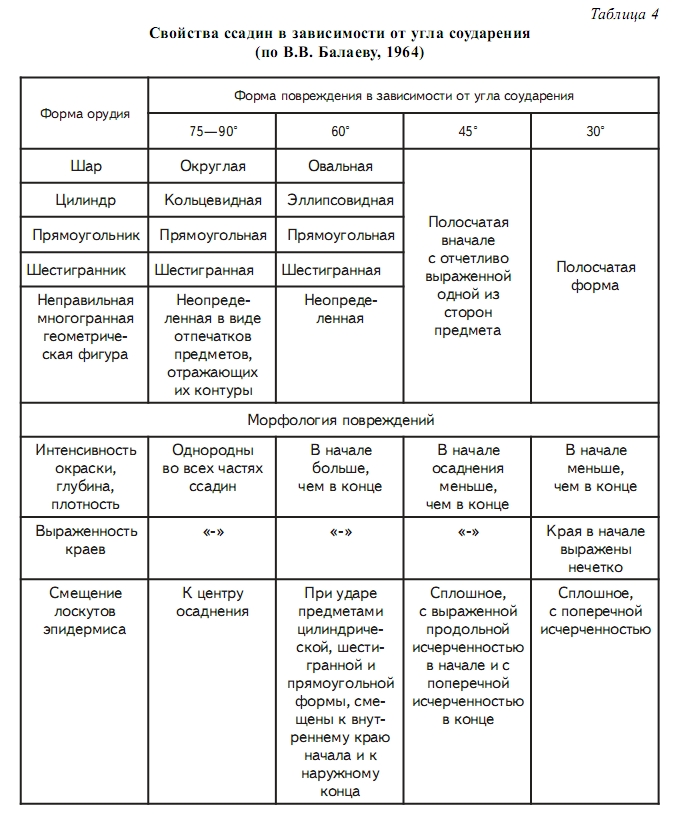 Таблица 4
Свойства ссадин в зависимости от угла соударения
(по В.В. Балаеву, 1964)
Форма орудия
Форма повреждения в зависимости от угла соударения
75—90˚
60˚
45˚
30˚
Шар
Округлая
Овальная
Полосчатая
вначале
с отчетливо
выраженной
одной из
сторон
предмета
Полосчатая
форма
Цилиндр
Кольцевидная
Эллипсовидная
Прямоугольник
Прямоугольная
Прямоугольная
Шестигранник
Шестигранная
Шестигранная
Неправильная
многогранная
геометриче-
ская фигура
Неопреде-
ленная в виде
отпечатков
предметов,
отражающих
их контуры
Неопреде-
ленная
Морфология повреждений
Интенсивность
окраски,
глубина,
плотность
Однородны
во всех частях
ссадин
В начале
больше,
чем в конце
В начале
осаднения
меньше,
чем в конце
В начале
меньше,
чем в конце
Выраженность
краев
«-»
«-»
«-»
Края в начале
выражены
нечетко
Смещение
лоскутов
эпидермиса
К центру
осаднения
При ударе
предметами
цилиндриче-
ской, шести-
гранной и
прямоугольной
формы, сме-
щены к внут-
реннему краю
начала и к
наружному
конца
Сплошное,
с выраженной
продольной
исчерченностью
в начале и с
поперечной
исчерченностью
в конце
Сплошное,
с поперечной
исчерченностью